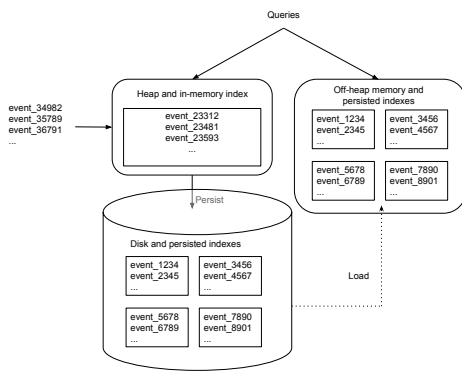 Queries
Heap and in-memory index
event_23312
event_23481
event_23593
...
event_34982
event_35789
event_36791
...
Off-heap memory and
persisted indexes
event_1234
event_2345
...
event_3456
event_4567
...
event_5678
event_6789
...
event_7890
event_8901
...
Persist
Disk and persisted indexes
event_1234
event_2345
...
event_3456
event_4567
...
event_5678
event_6789
...
event_7890
event_8901
...
Load